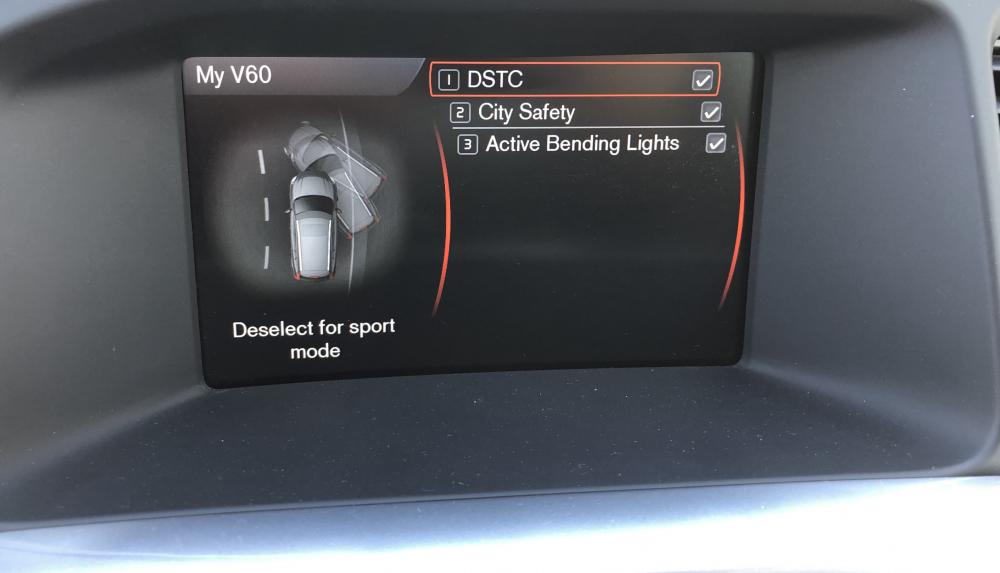 My V60
1 DSTC
2 City Safety
3 Active Bending Lights
Deselect for sport
mode